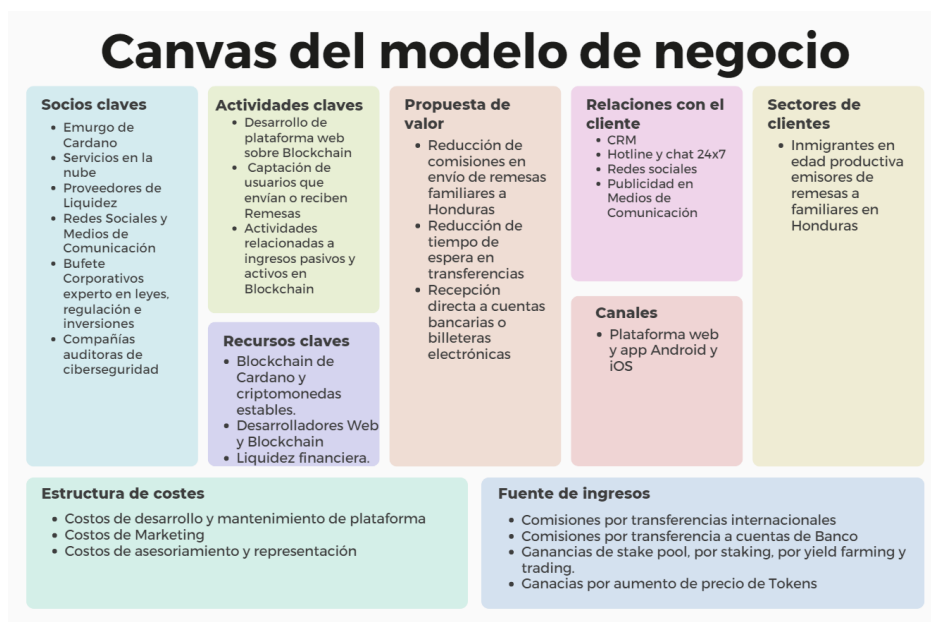 Canvas del modelo de negocio
Socios claves
• Emurgo de
Cardano
• Servicios en la
nube
• Proveedores de
Liquidez
• Redes Sociales y
Medios de
Comunicación
• Bufete
Corporativos
experto en leyes,
regulación e
inversiones
• Compañías
auditoras de
ciberseguridad
Actividades claves
• Desarrollo de
plataforma web
sobre Blockchain
• Captación de
usuarios que
envían o reciben
Remesas
• Actividades
relacionadas a
ingresos pasivos y
activos en
Blockchain
Recursos claves
• Blockchain de
Cardano y
criptomonedas
estables.
• Desarrolladores Web
y Blockchain
• Liquidez financiera.
Propuesta de
valor
• Reducción de
comisiones en
envío de remesas
familiares a
Honduras
• Reducción de
tiempo de
espera en
transferencias
• Recepción
directa a cuentas
bancarias o
billeteras
electrónicas
Relaciones con el
cliente
• CRM
• Hotline y chat 24x7
• Redes sociales
• Publicidad en
Medios de
Comunicación
Canales
• Plataforma web
y app Android y
iOS
Sectores de
clientes
• Inmigrantes en
edad productiva
emisores de
remesas a
familiares en
Honduras
Estructura de costes
• Costos de desarrollo y mantenimiento de plataforma
• Costos de Marketing
• Costos de asesoriamiento y representación
Fuente de ingresos
• Comisiones por transferencias internacionales
• Comisiones por transferencia a cuentas de Banco
• Ganancias de stake pool, por staking, por yield farming y
trading.
• Ganacias por aumento de precio de Tokens